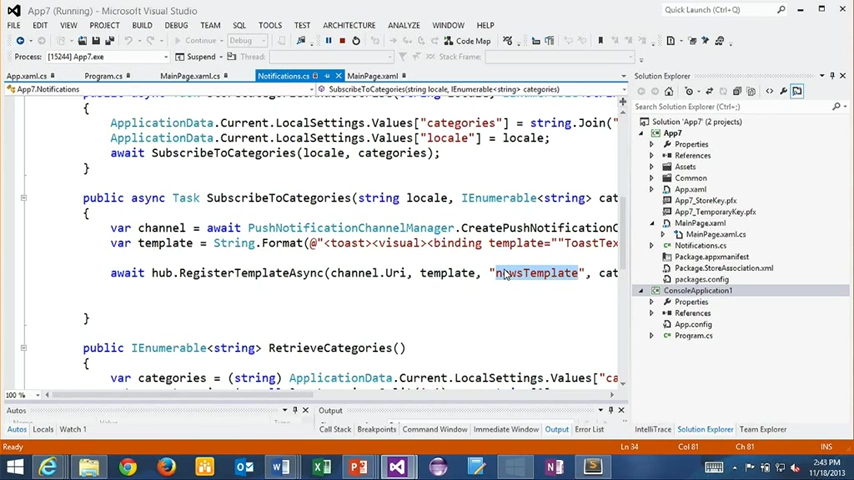 App7 (Running) - Microsoft Visual Studio
Quick Launch (Ctrl+Q)
FILE EDIT VIEW PROJECT BUILD DEBUG TEAM SQL TOOLS TEST ARCHITECTURE ANALYZE WINDOW HELP
Continue Debug Code Map
Process: [15244] App7.exe Suspend Thread: Stack Frame:
App.xaml.cs Program.cs MainPage.xaml.cs Notifications.cs MainPage.xaml
App7.Notifications SubscribeToCategories(string locale, IEnumerable<string> categories)
{
ApplicationData.Current.LocalSettings.Values["categories"] = string.Join("
ApplicationData.Current.LocalSettings.Values["locale"] = locale;
await SubscribeToCategories(locale, categories);
}
public async Task SubscribeToCategories(string locale, IEnumerable<string> cat
{
var channel = await PushNotificationChannelManager.CreatePushNotificationC
var template = String.Format(@"<toast><visual><binding template=""ToastTex
await hub.RegisterTemplateAsync(channel.Uri, template, "newsTemplate", cat
}
public IEnumerable<string> RetrieveCategories()
{
var categories = (string) ApplicationData.Current.LocalSettings.Values["ca
100 %
Autos
Output
Autos Locals Watch 1
Call Stack Breakpoints Command Window Immediate Window Output Error List
Solution Explorer
Search Solution Explorer (Ctrl+;)
Solution 'App7' (2 projects)
App7
Properties
References
Assets
Common
App.xaml
App7_StoreKey.pfx
App7_TemporaryKey.pfx
MainPage.xaml
MainPage.xaml.cs
Notifications.cs
Package.appxmanifest
Package.StoreAssociation.xml
packages.config
ConsoleApplication1
Properties
References
App.config
Program.cs
IntelliTrace Solution Explorer Team Explorer
Ready
Ln 34 Col 81 Ch 81 INS
2:43 PM
11/18/2013